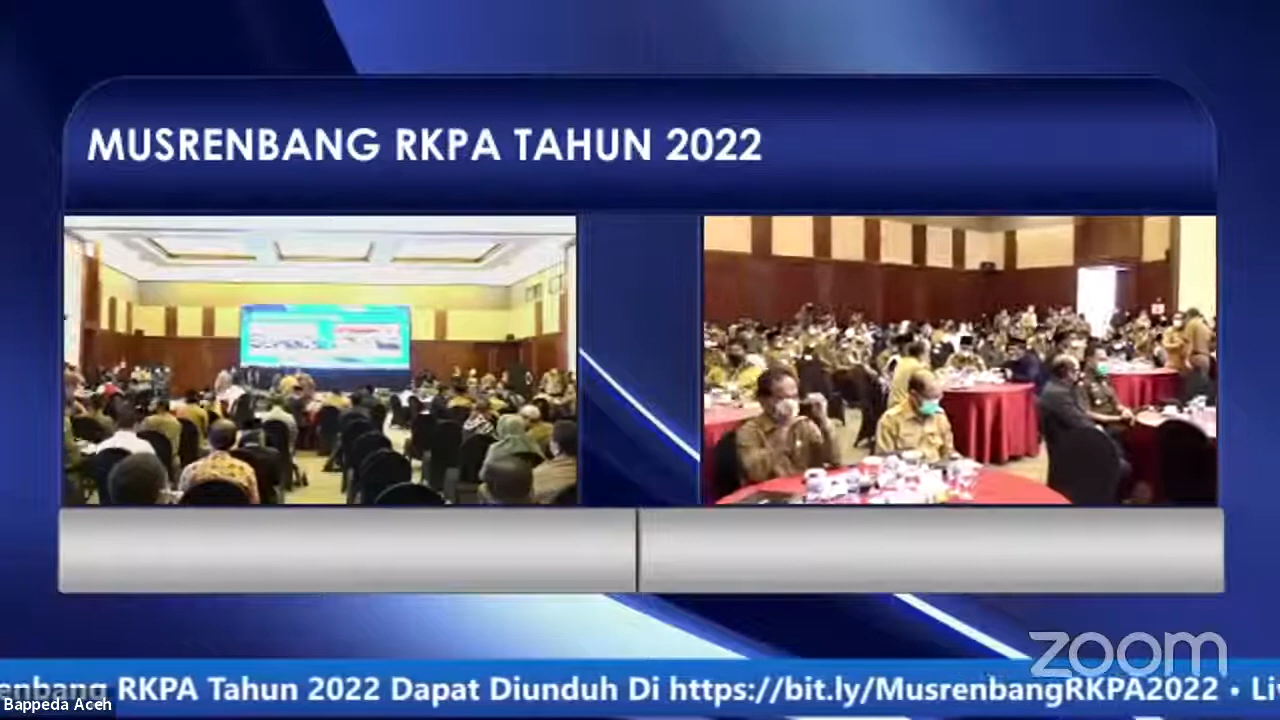 MUSRENBANG RKPA TAHUN 2022
zoom
enbang RKPA Tahun 2022 Dapat Diunduh Di https://bit.ly/MusrenbangRKPA2022 • Liv
Bappeda Aceh